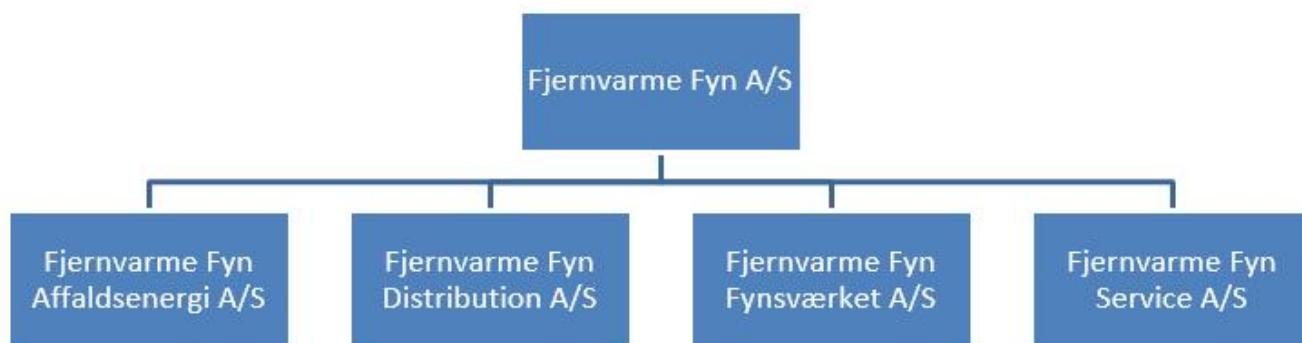 Fjernvarme Fyn A/S
Fjernvarme Fyn
Affaldsenergi A/S
Fjernvarme Fyn
Distribution A/S
Fjernvarme Fyn
Fynsværket A/S
Fjernvarme Fyn
Service A/S